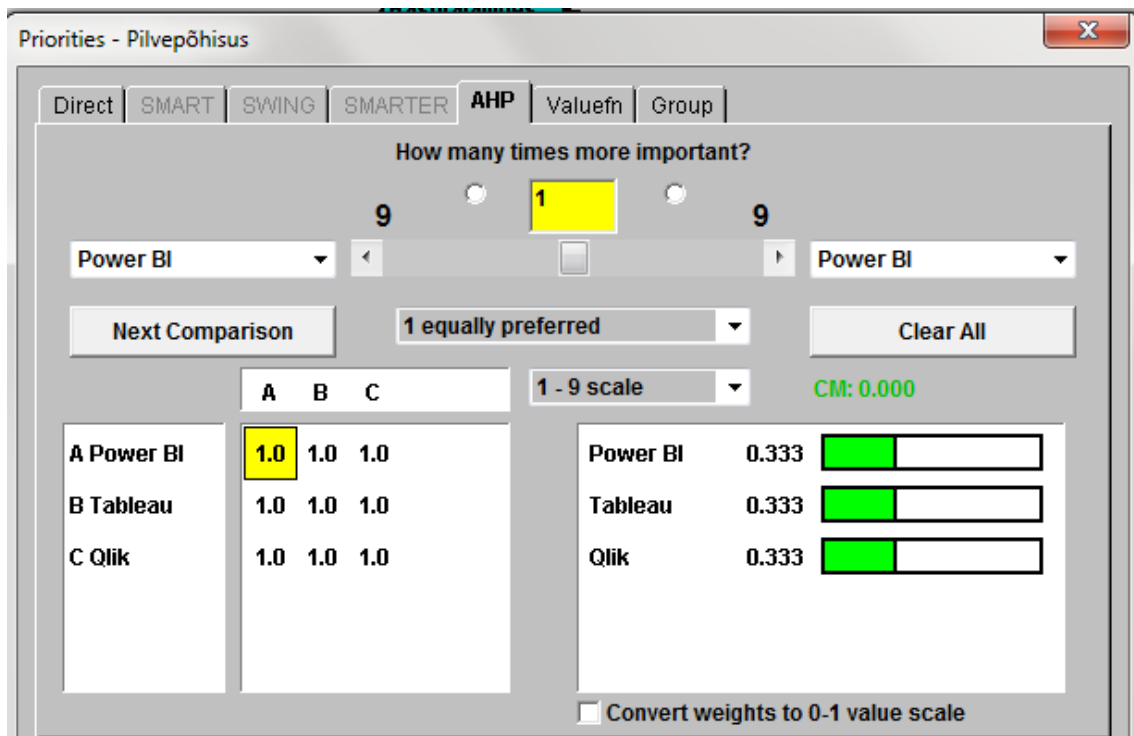 Priorities - Pilvepõhisus
Direct SMART SWING SMARTER AHP Valuefn Group
How many times more important?
9 1 9
Power BI Power BI
Next Comparison 1 equally preferred Clear All
A B C 1 - 9 scale CM: 0.000
A Power BI 1.0 1.0 1.0 Power BI 0.333
B Tableau 1.0 1.0 1.0 Tableau 0.333
C Qlik 1.0 1.0 1.0 Qlik 0.333
Convert weights to 0-1 value scale